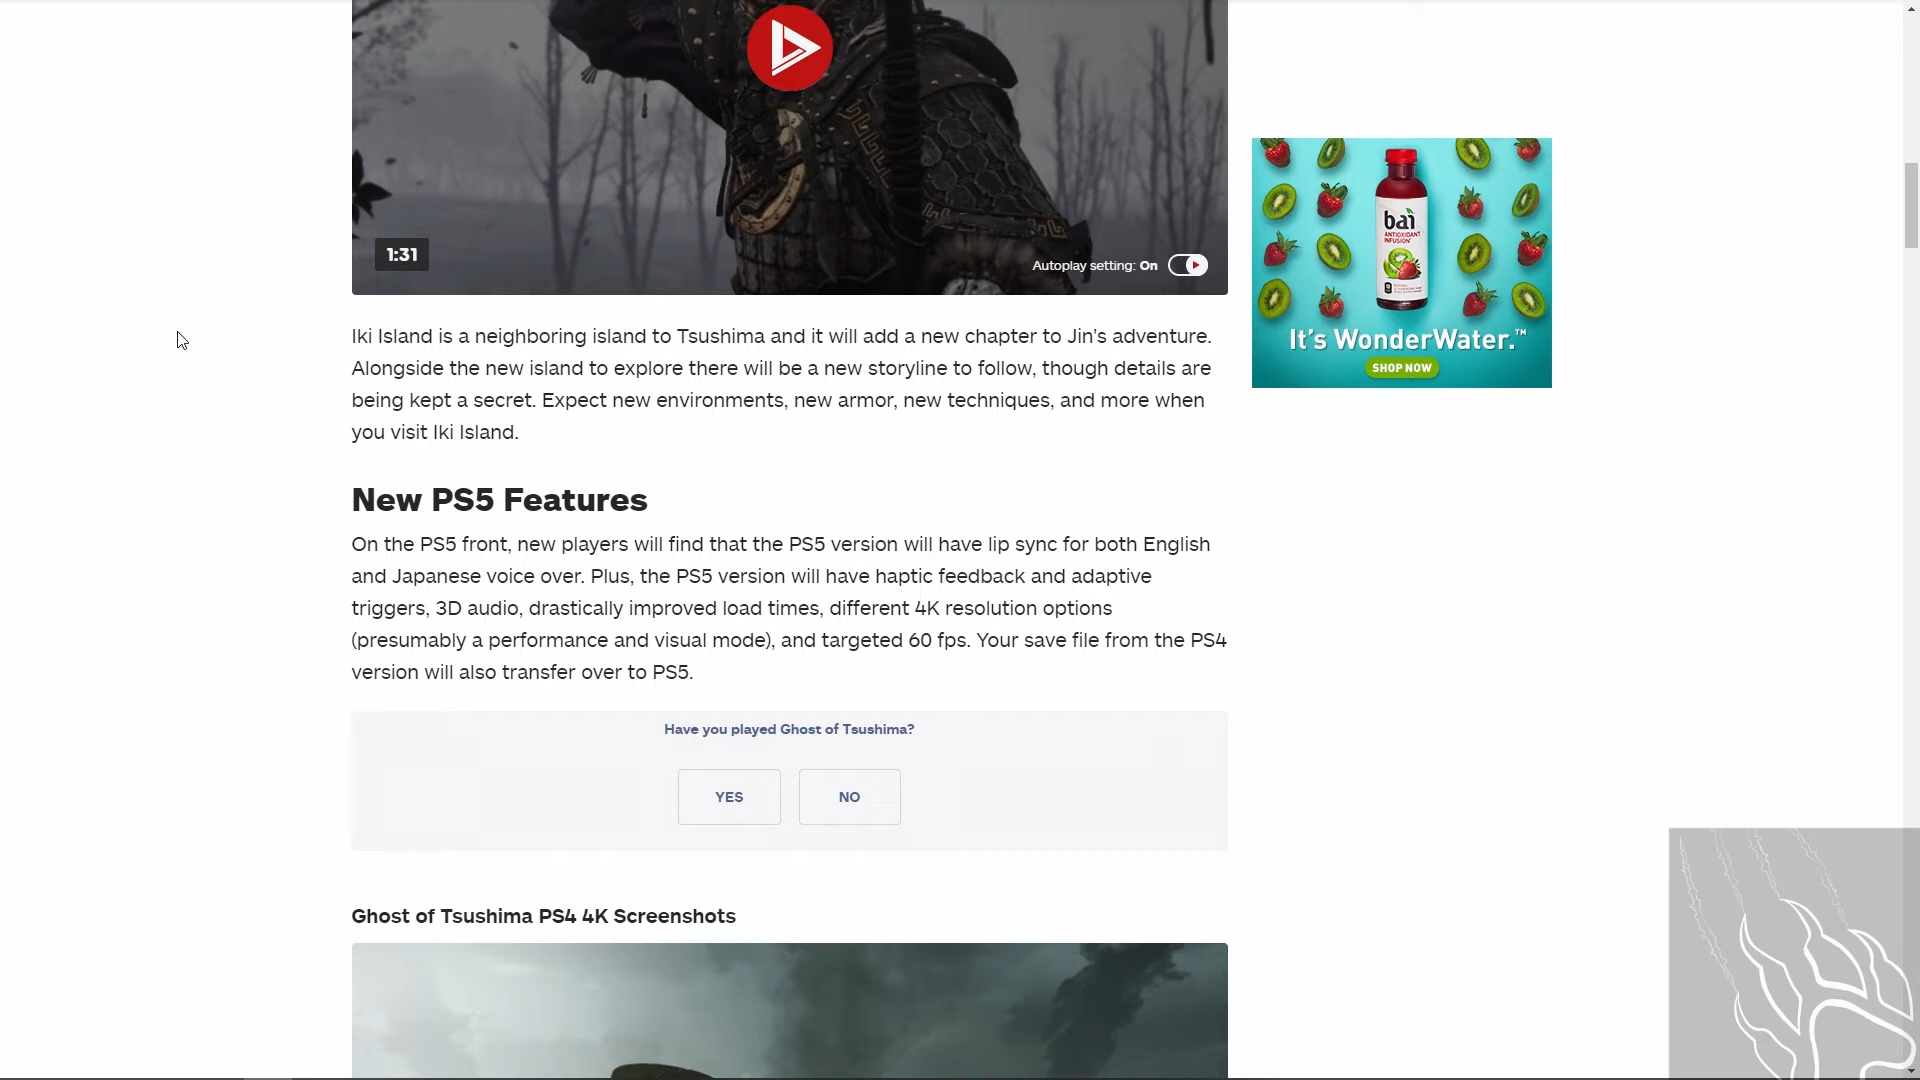 1:31
Autoplay setting: On
Iki Island is a neighboring island to Tsushima and it will add a new chapter to Jin's adventure.
Alongside the new island to explore there will be a new storyline to follow, though details are
being kept a secret. Expect new environments, new armor, new techniques, and more when
you visit Iki Island.
New PS5 Features
On the PS5 front, new players will find that the PS5 version will have lip sync for both English
and Japanese voice over. Plus, the PS5 version will have haptic feedback and adaptive
triggers, 3D audio, drastically improved load times, different 4K resolution options
(presumably a performance and visual mode), and targeted 60 fps. Your save file from the PS4
version will also transfer over to PS5.
Have you played Ghost of Tsushima?
YES NO
Ghost of Tsushima PS4 4K Screenshots
bai
ANTIOXIDANT
INFUSION
It's WonderWater.™
SHOP NOW